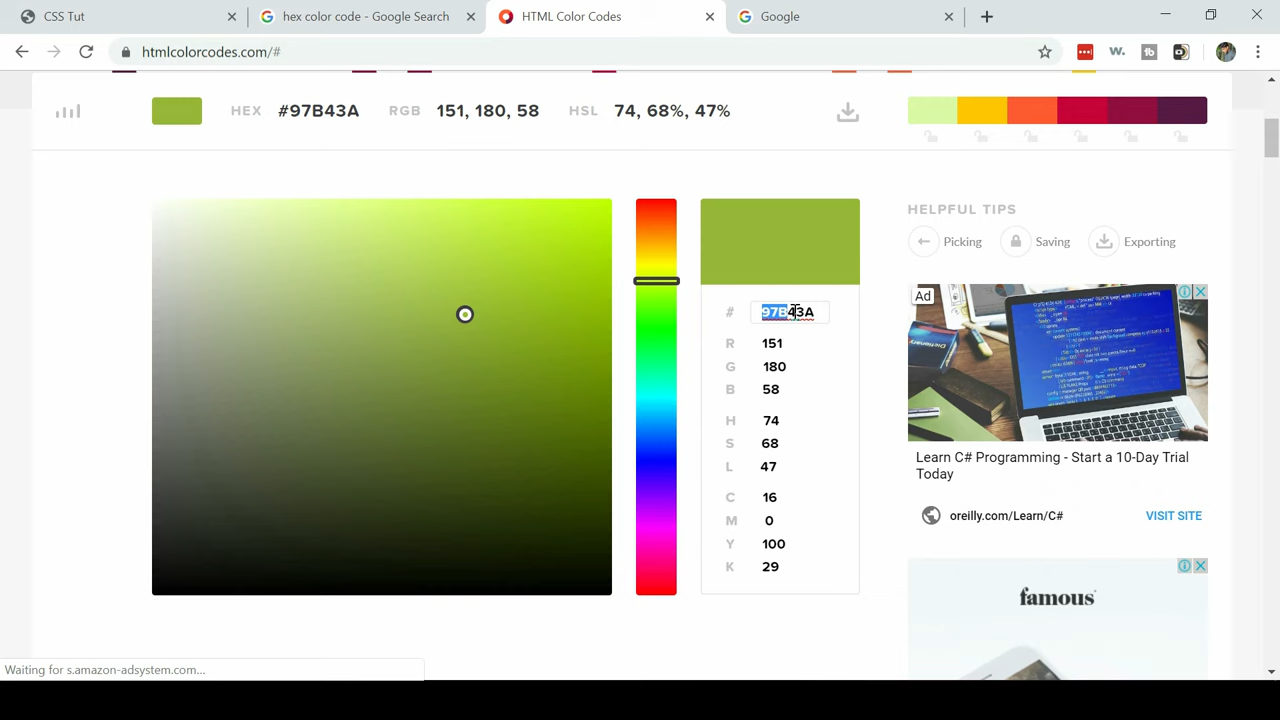 CSS Tut
hex color code - Google Search
HTML Color Codes
Google
htmlcolorcodes.com/#
HEX #97B43A RGB 151, 180, 58 HSL 74, 68%, 47%
# 97B43A
R 151
G 180
B 58
H 74
S 68
L 47
C 16
M 0
Y 100
K 29
HELPFUL TIPS
Picking Saving Exporting
Ad
Learn C# Programming - Start a 10-Day Trial
Today
oreilly.com/Learn/C#
VISIT SITE
famous
Waiting for s.amazon-adsystem.com...